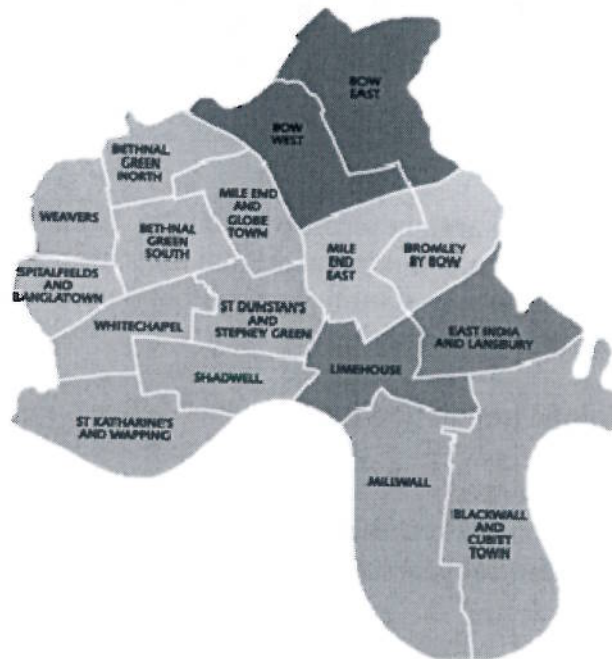 BOW
EAST
BOW
WEST
BETHNAL
GREEN
NORTH
MILE END
AND
GLOBE
TOWN
WEAVERS
BETHNAL
GREEN
SOUTH
MILE
END
EAST
BROMLEY
BY BOW
SPITALFIELDS
AND
BANGLATOWN
ST DUNSTAN'S
AND
STEPNEY GREEN
WHITECHAPEL
EAST INDIA
AND LANSBURY
LIMEHOUSE
SHADWELL
ST KATHARINE'S
AND WAPPING
MILLWALL
BLACKWALL
AND
CUBITT
TOWN